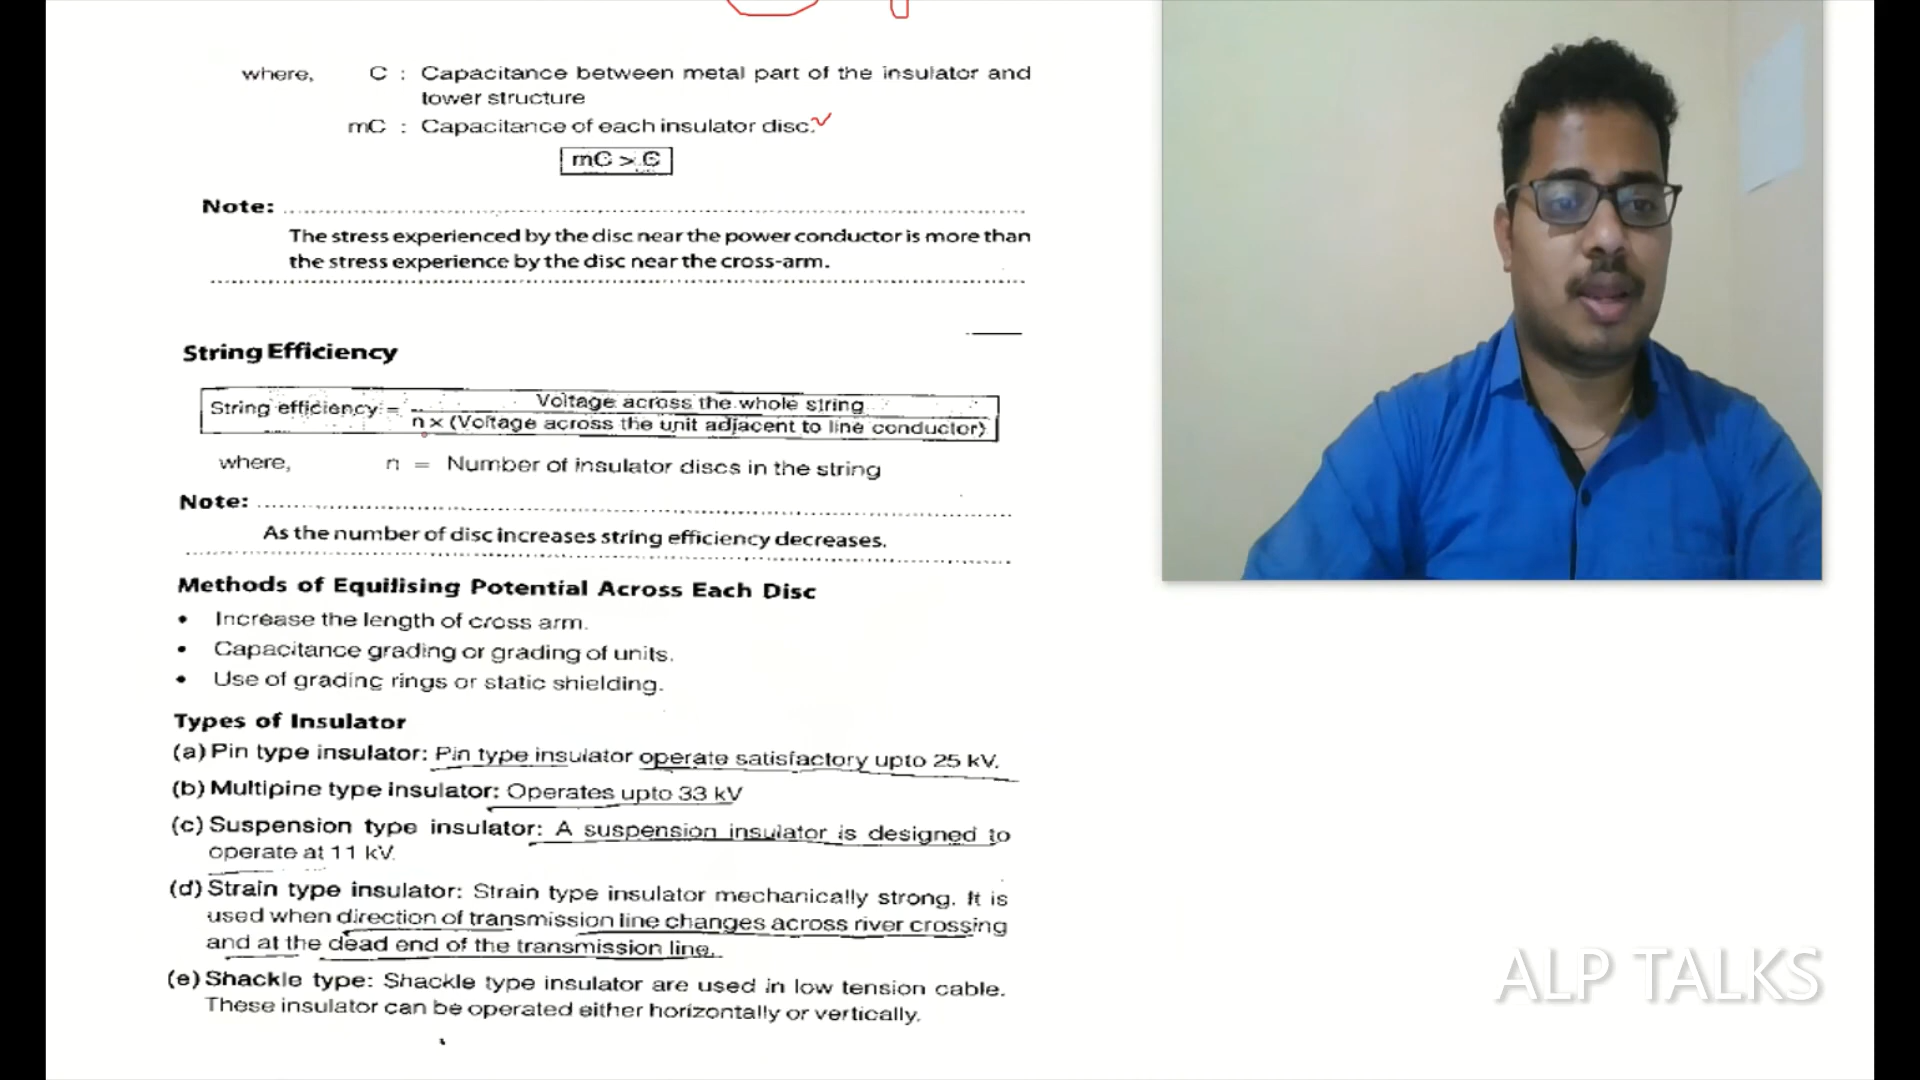 where, C : Capacitance between metal part of the insulator and
tower structure
mC : Capacitance of each insulator disc.
mC > C
Note:
The stress experienced by the disc near the power conductor is more than
the stress experience by the disc near the cross-arm.
String Efficiency
String efficiency = Voltage across the whole string
n × (Voltage across the unit adjacent to line conductor)
where, n = Number of insulator discs in the string
Note:
As the number of disc increases string efficiency decreases.
Methods of Equilising Potential Across Each Disc
• Increase the length of cross arm.
• Capacitance grading or grading of units.
• Use of grading rings or static shielding.
Types of Insulator
(a) Pin type insulator: Pin type insulator operate satisfactory upto 25 kV.
(b) Multipine type insulator: Operates upto 33 kV
(c) Suspension type insulator: A suspension insulator is designed to
operate at 11 kV.
(d) Strain type insulator: Strain type insulator mechanically strong. It is
used when direction of transmission line changes across river crossing
and at the dead end of the transmission line.
(e) Shackle type: Shackle type insulator are used in low tension cable.
These insulator can be operated either horizontally or vertically.
ALP TALKS